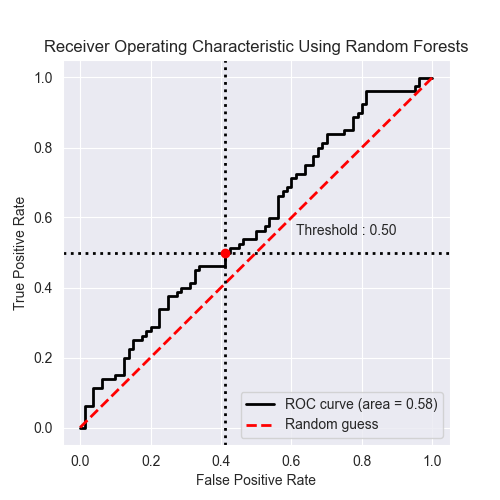 Receiver Operating Characteristic Using Random Forests
True Positive Rate
1.0
0.8
0.6
0.4
0.2
0.0
Threshold : 0.50
ROC curve (area = 0.58)
Random guess
0.0 0.2 0.4 0.6 0.8 1.0
False Positive Rate